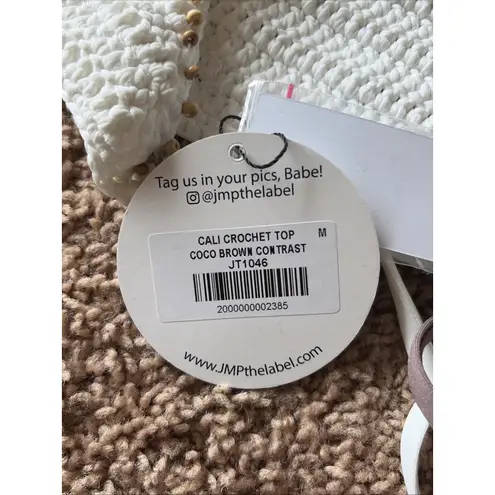 Tag us in your pics, Babe!
@jmpthelabel
CALI CROCHET TOP M
COCO BROWN CONTRAST
JT1046
2000000002385
www.JMPthelabel.com